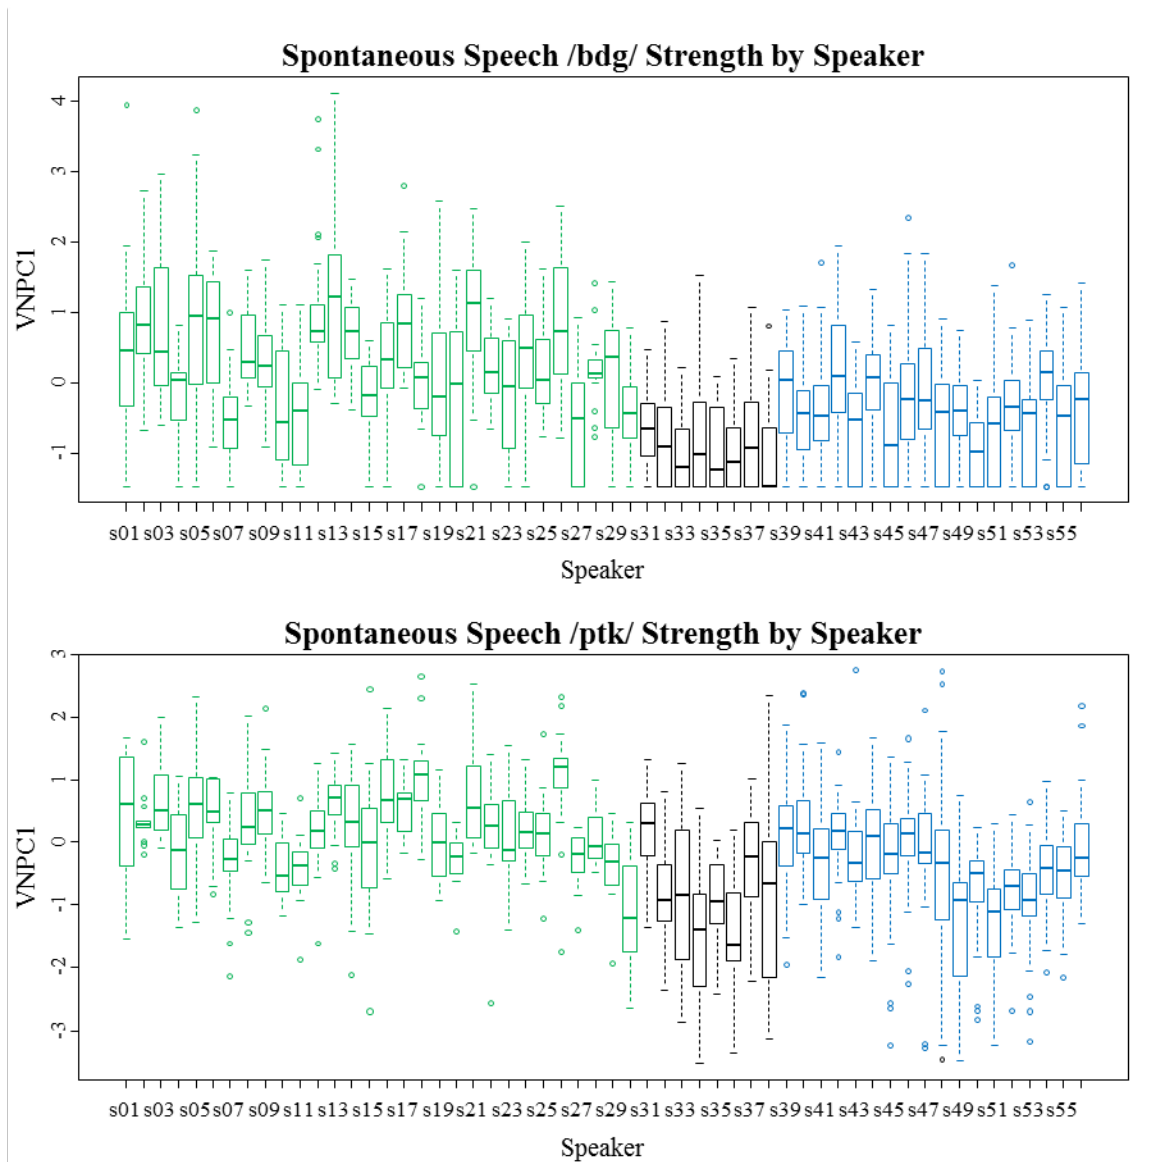 Spontaneous Speech /bdg/ Strength by Speaker
4
3
2
1
0
-1
VNPC1
s01 s03 s05 s07 s09 s11 s13 s15 s17 s19 s21 s23 s25 s27 s29 s31 s33 s35 s37 s39 s41 s43 s45 s47 s49 s51 s53 s55
Speaker
Spontaneous Speech /ptk/ Strength by Speaker
3
2
1
0
-1
-2
-3
VNPC1
s01 s03 s05 s07 s09 s11 s13 s15 s17 s19 s21 s23 s25 s27 s29 s31 s33 s35 s37 s39 s41 s43 s45 s47 s49 s51 s53 s55
Speaker